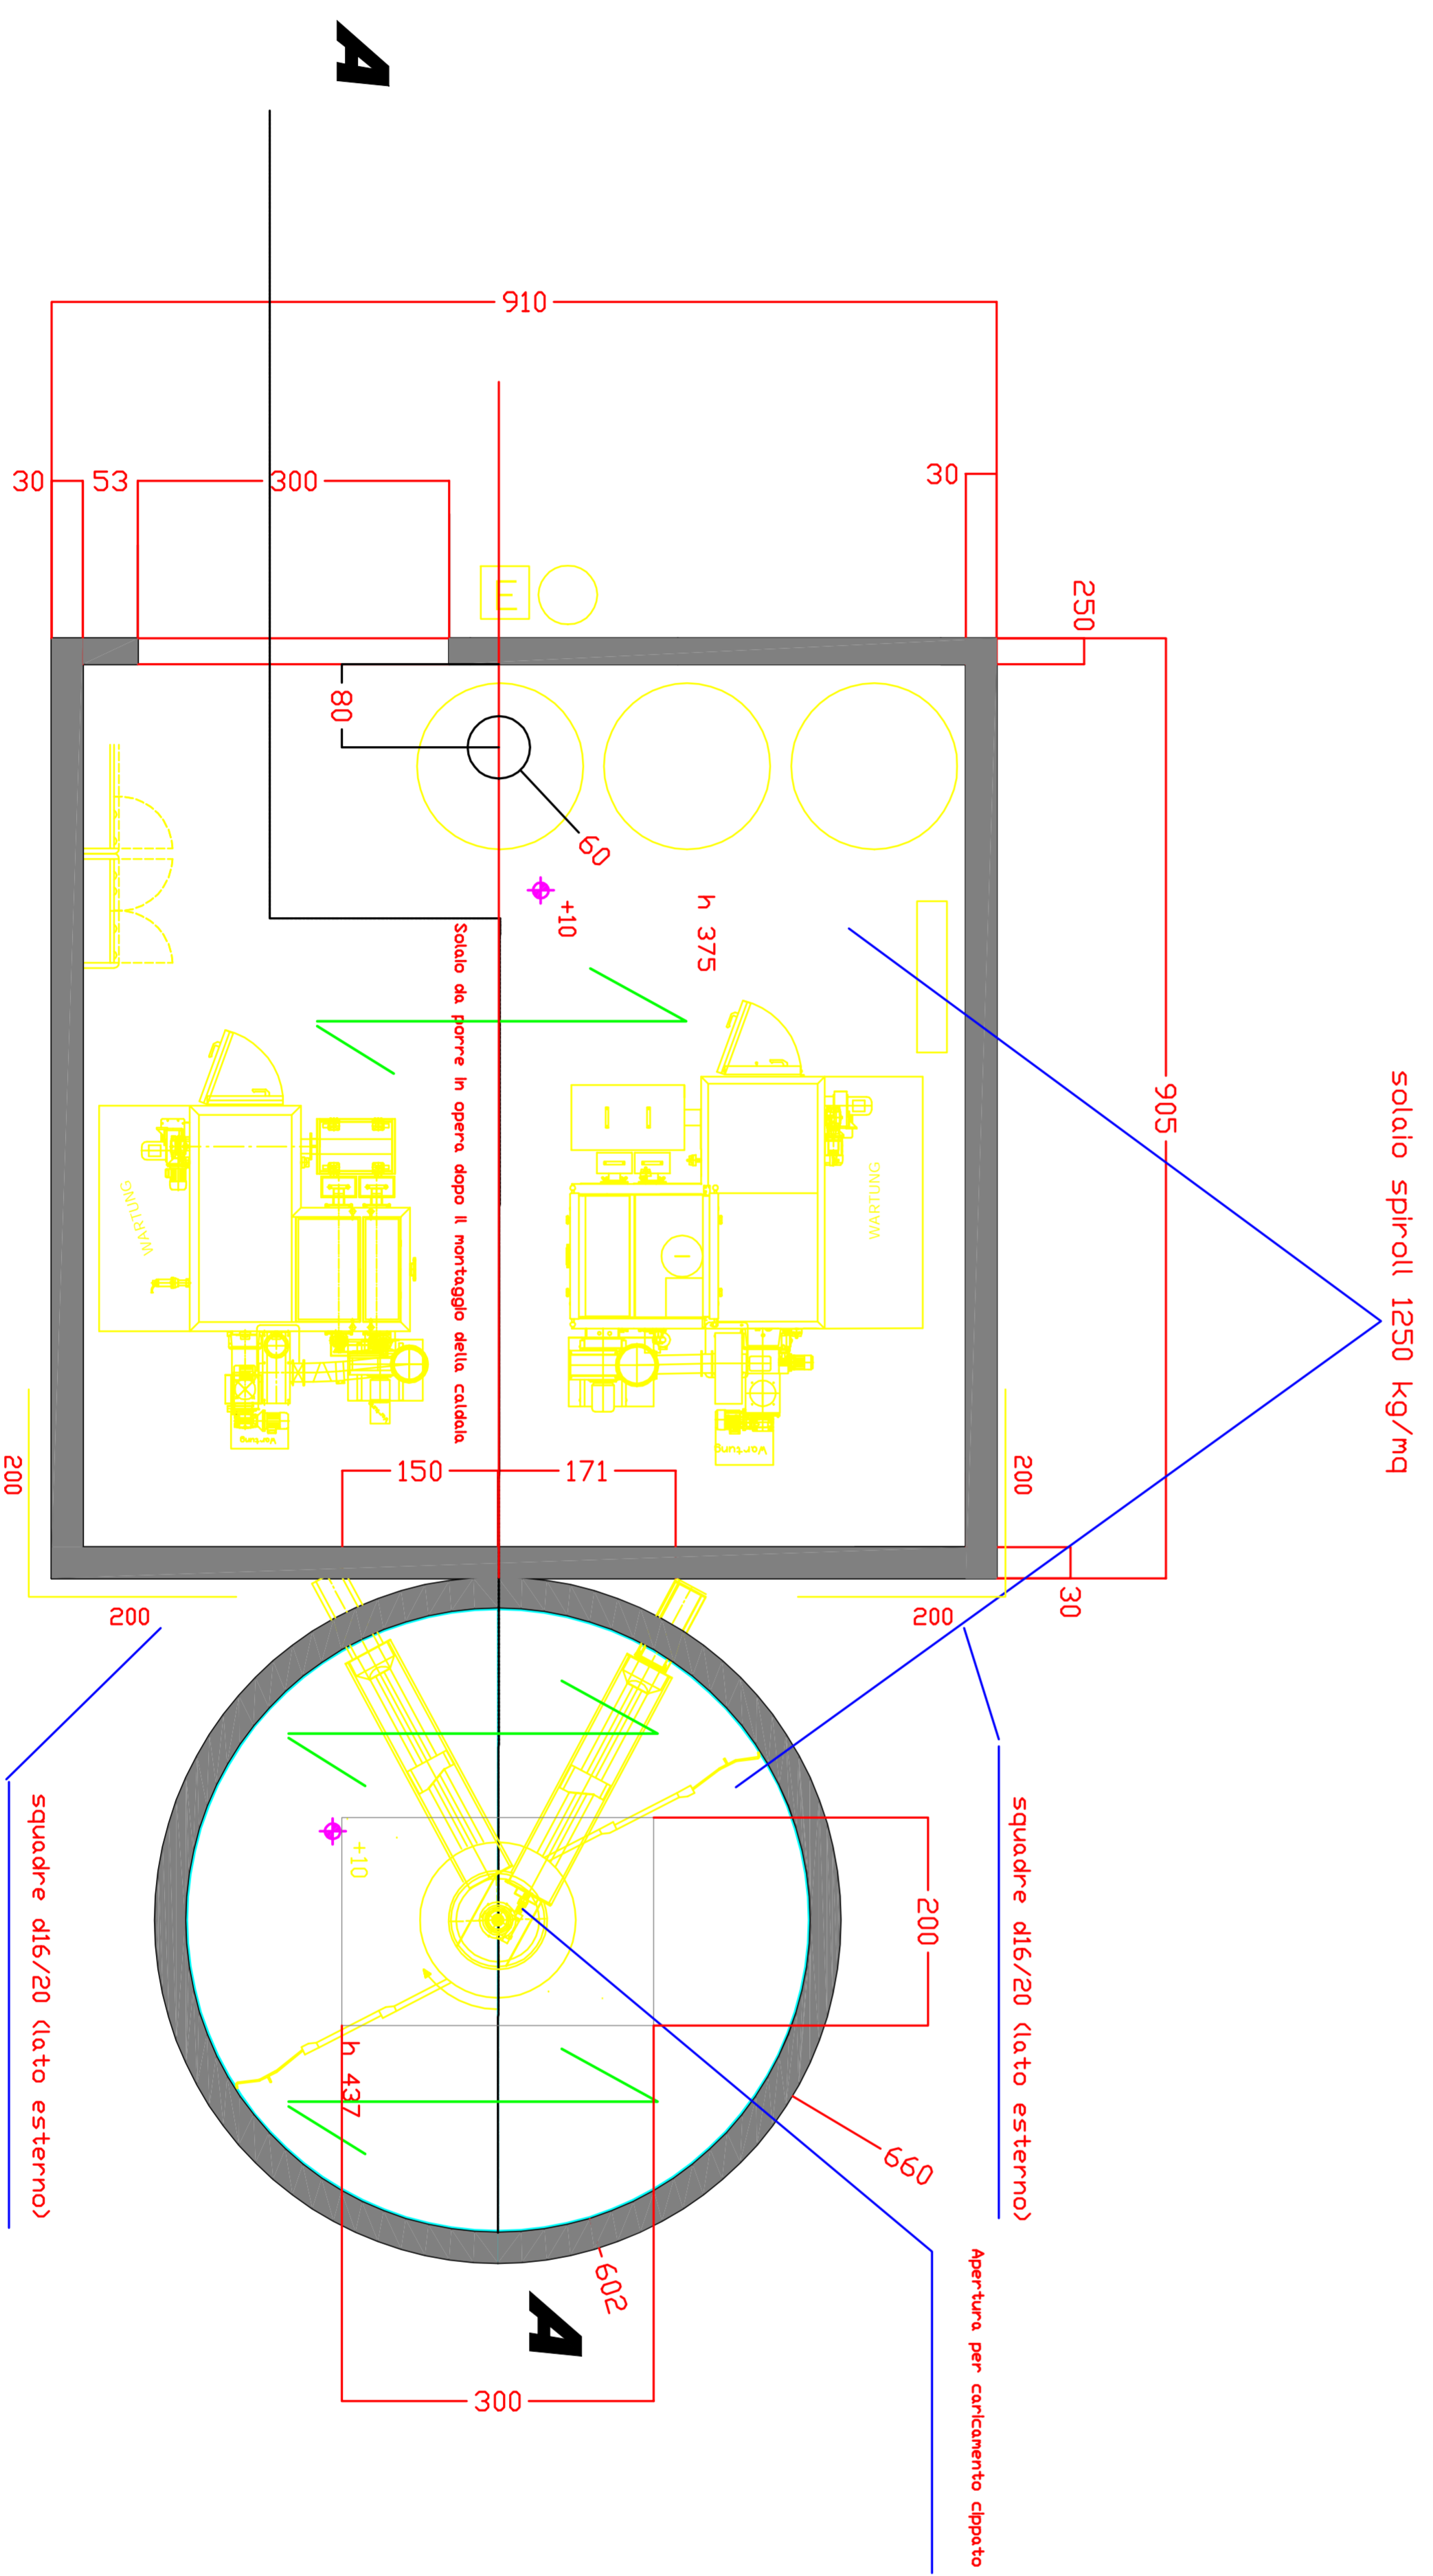 A
910
30
53
300
30
250
E
80
60
+10
h 375
905
solaio spiroll 1250 kg/mq
Solaio da porre in opera dopo il montaggio della caldaia
WARTUNG
WARTUNG
Wartung
Wartung
150
171
200
200
200
200
30
squadre d16/20 (lato esterno)
squadre d16/20 (lato esterno)
+10
200
h 437
660
602
A
300
Apertura per caricamento cippato